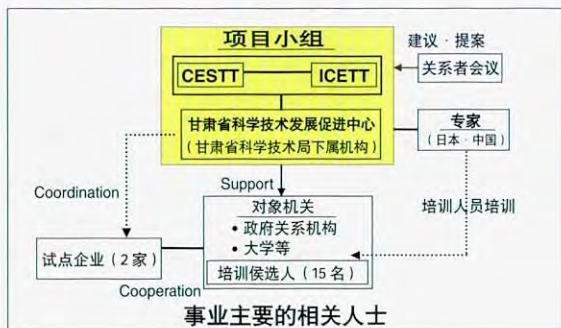 项目小组
建议·提案
CESTT
ICETT
关系者会议
甘肃省科学技术发展促进中心
(甘肃省科学技术局下属机构)
专家
(日本·中国)
Coordination
Support
培训人员培训
对象机关
• 政府关系机构
• 大学等
试点企业(2家)
培训侯选人(15名)
Cooperation
事业主要的相关人士